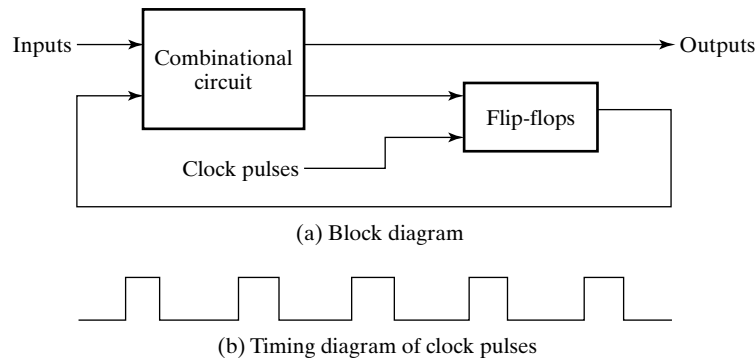 Inputs
Combinational
circuit
Outputs
Flip-flops
Clock pulses
(a) Block diagram
(b) Timing diagram of clock pulses